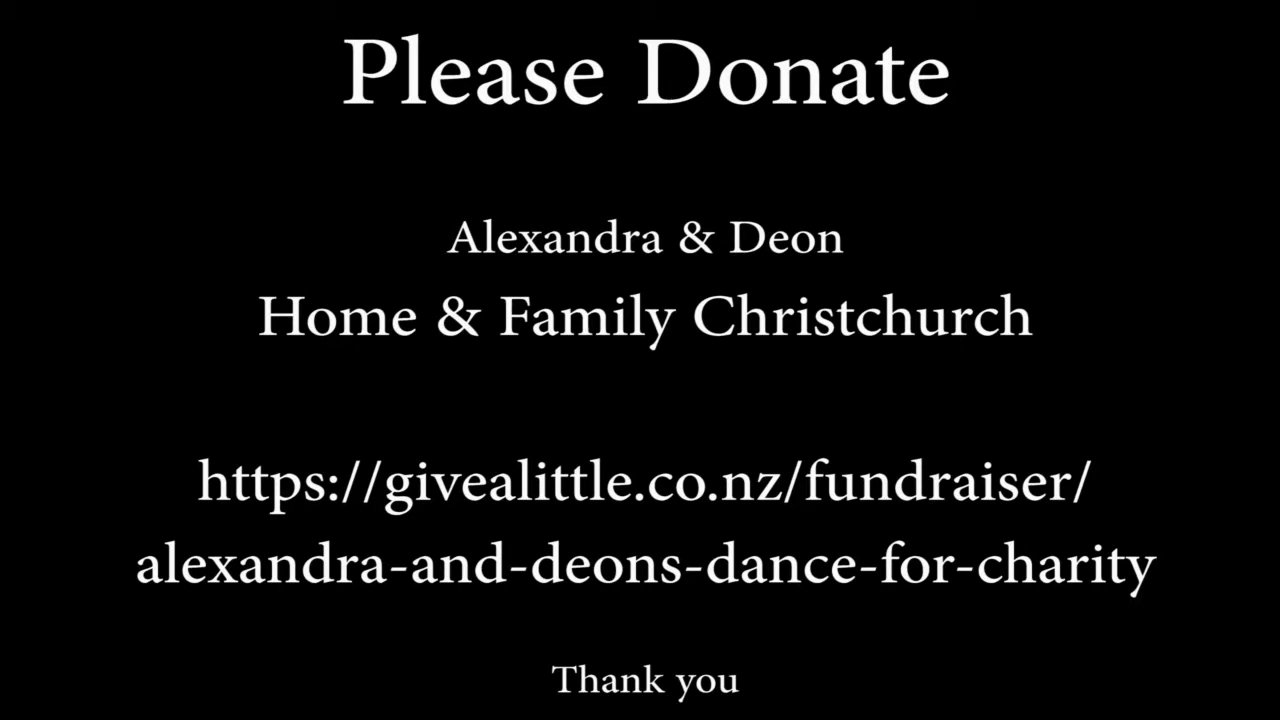 Please Donate
Alexandra & Deon
Home & Family Christchurch
https://givealittle.co.nz/fundraiser/
alexandra-and-deons-dance-for-charity
Thank you